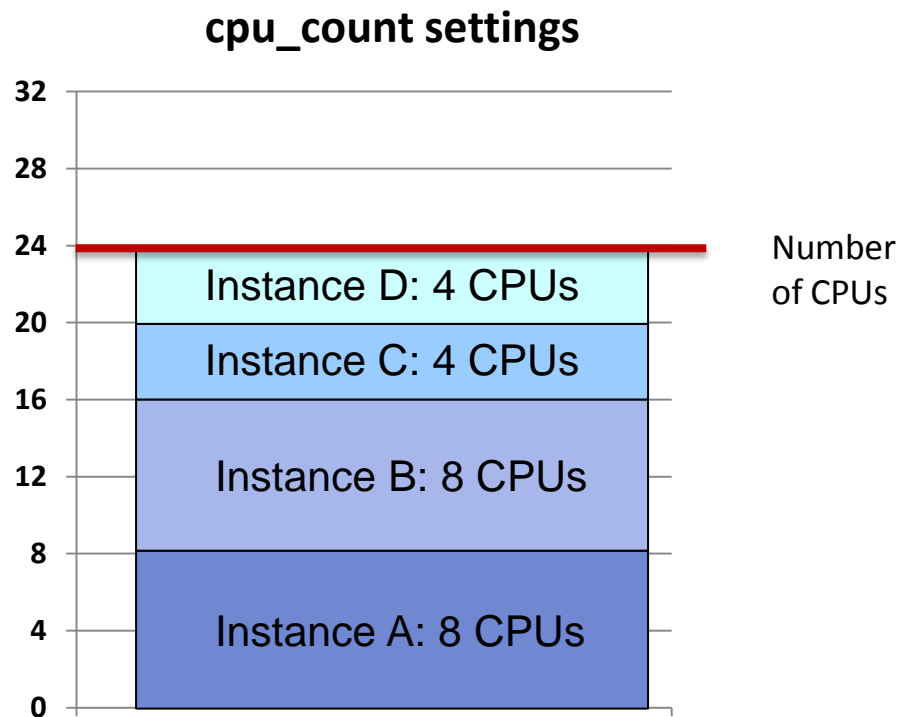 cpu_count settings
32
28
24
20
16
12
8
4
0
Instance D: 4 CPUs
Instance C: 4 CPUs
Instance B: 8 CPUs
Instance A: 8 CPUs
Number
of CPUs